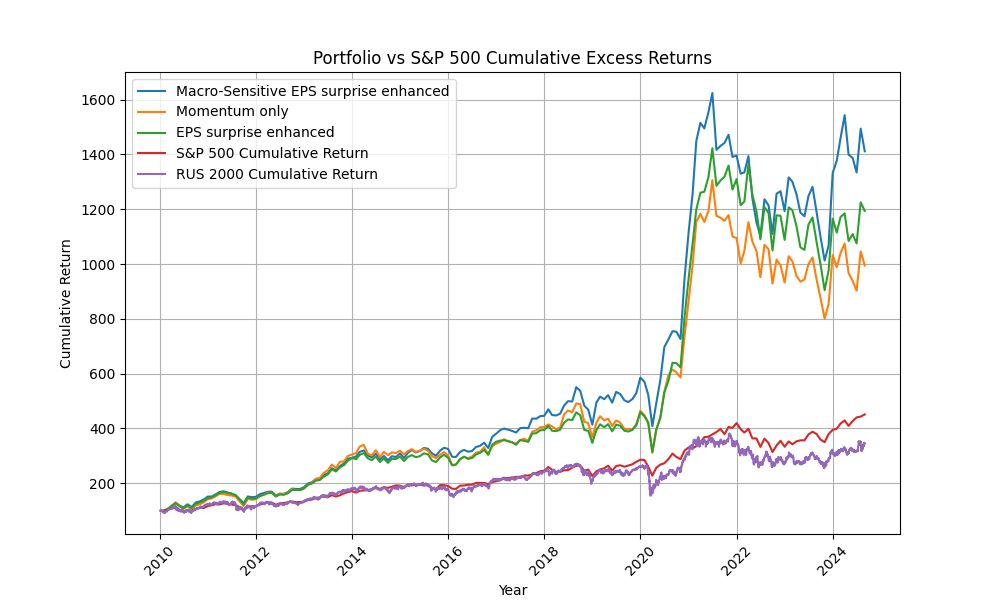 Portfolio vs S&P 500 Cumulative Excess Returns
Macro-Sensitive EPS surprise enhanced
Momentum only
EPS surprise enhanced
S&P 500 Cumulative Return
RUS 2000 Cumulative Return
Cumulative Return
1600
1400
1200
1000
800
600
400
200
2010
2012
2014
2016
2018
2020
2022
2024
Year